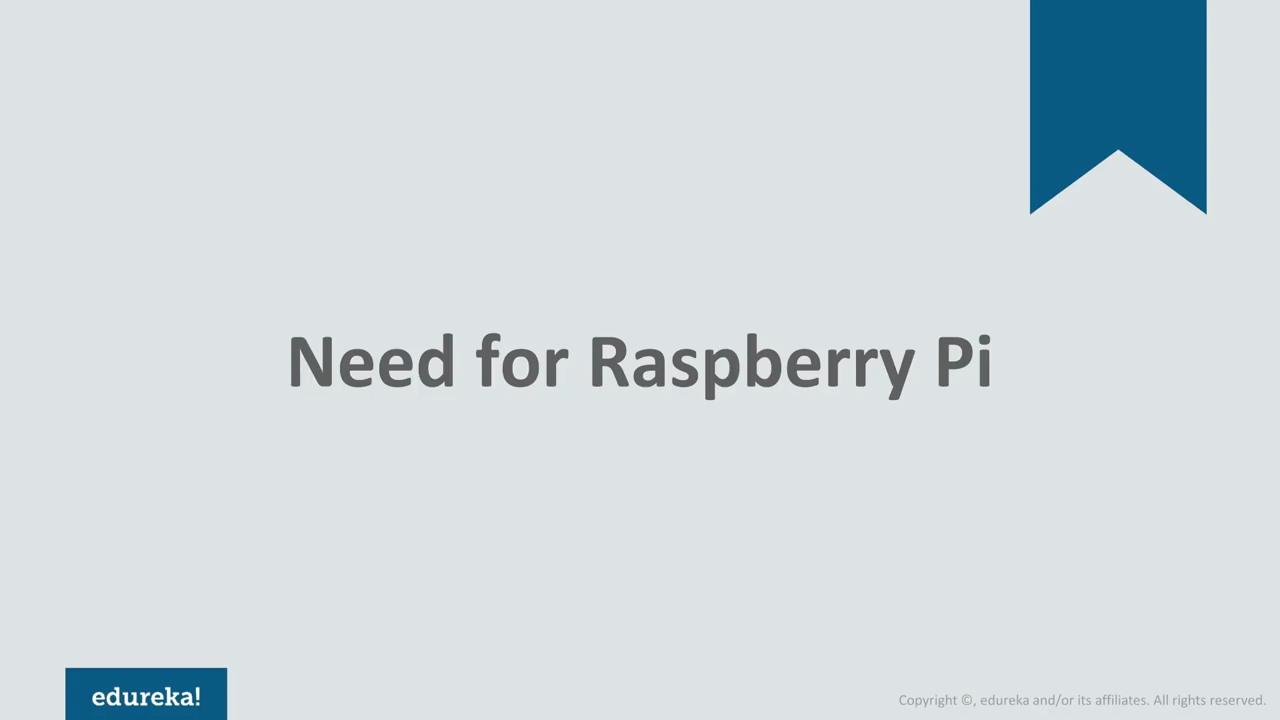 Need for Raspberry Pi
edureka!
Copyright ©, edureka and/or its affiliates. All rights reserved.